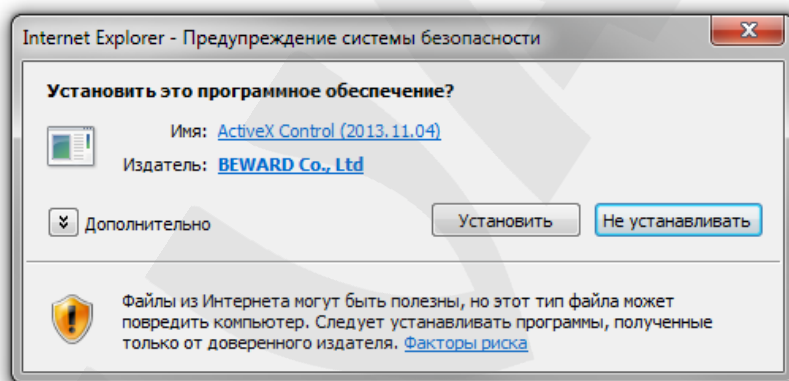 Internet Explorer - Предупреждение системы безопасности
Установить это программное обеспечение?
Имя: ActiveX Control (2013.11.04)
Издатель: BEWARD Co., Ltd
Дополнительно
Установить
Не устанавливать
Файлы из Интернета могут быть полезны, но этот тип файла может
повредить компьютер. Следует устанавливать программы, полученные
только от доверенного издателя. Факторы риска